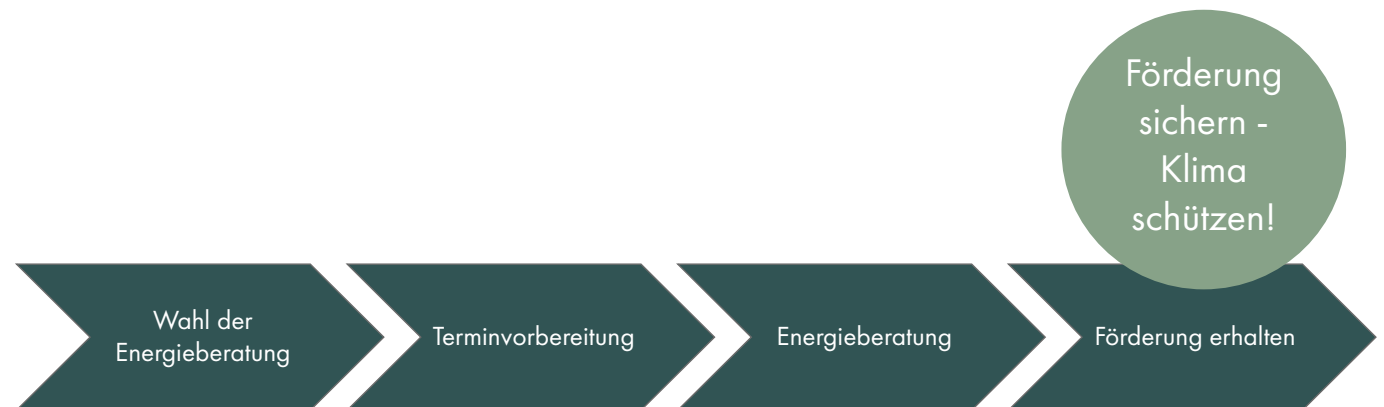 Förderung
sichern -
Klima
schützen!
Wahl der
Energieberatung
Terminvorbereitung
Energieberatung
Förderung erhalten